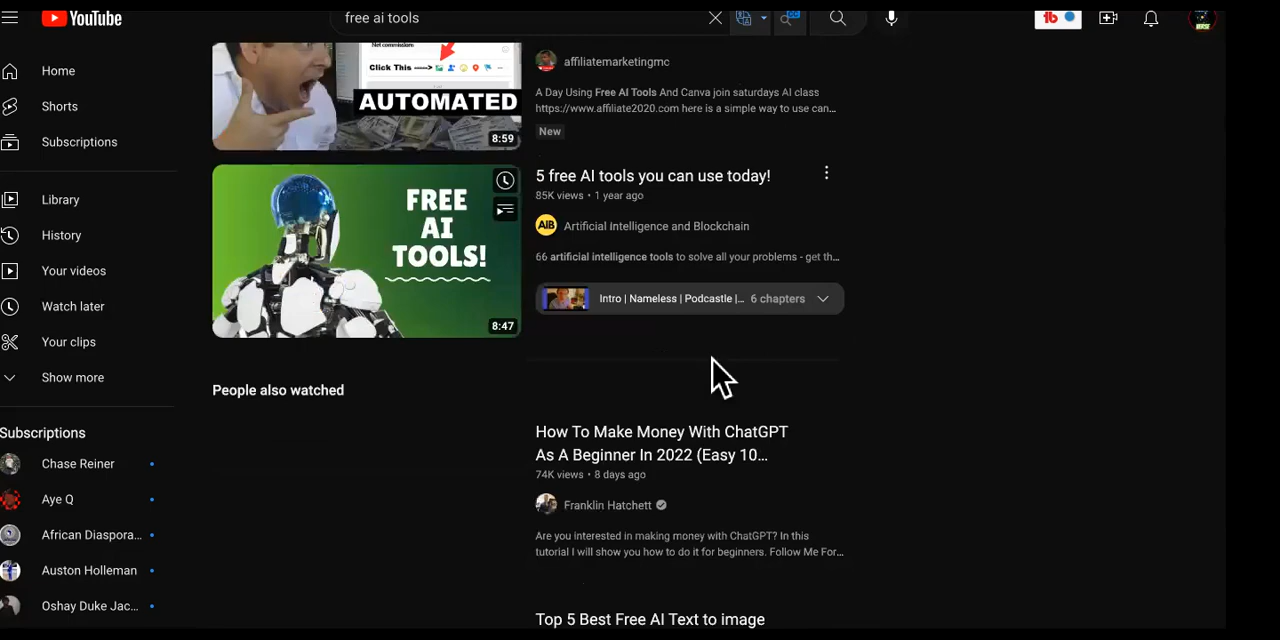 YouTube
free ai tools
Home
Shorts
Subscriptions
Library
History
Your videos
Watch later
Your clips
Show more
Subscriptions
Chase Reiner
Aye Q
African Diaspora...
Auston Holleman
Oshay Duke Jac...
Net commissions
Click This ---->
AUTOMATED
8:59
affiliatemarketingmc
A Day Using Free AI Tools And Canva join saturdays AI class
https://www.affiliate2020.com here is a simple way to use can...
New
FREE
AI
TOOLS!
8:47
5 free AI tools you can use today!
85K views • 1 year ago
AIB Artificial Intelligence and Blockchain
66 artificial intelligence tools to solve all your problems - get th...
Intro | Nameless | Podcastle |... 6 chapters
People also watched
How To Make Money With ChatGPT
As A Beginner In 2022 (Easy 10...
74K views • 8 days ago
Franklin Hatchett
Are you interested in making money with ChatGPT? In this
tutorial I will show you how to do it for beginners. Follow Me For...
Top 5 Best Free AI Text to image